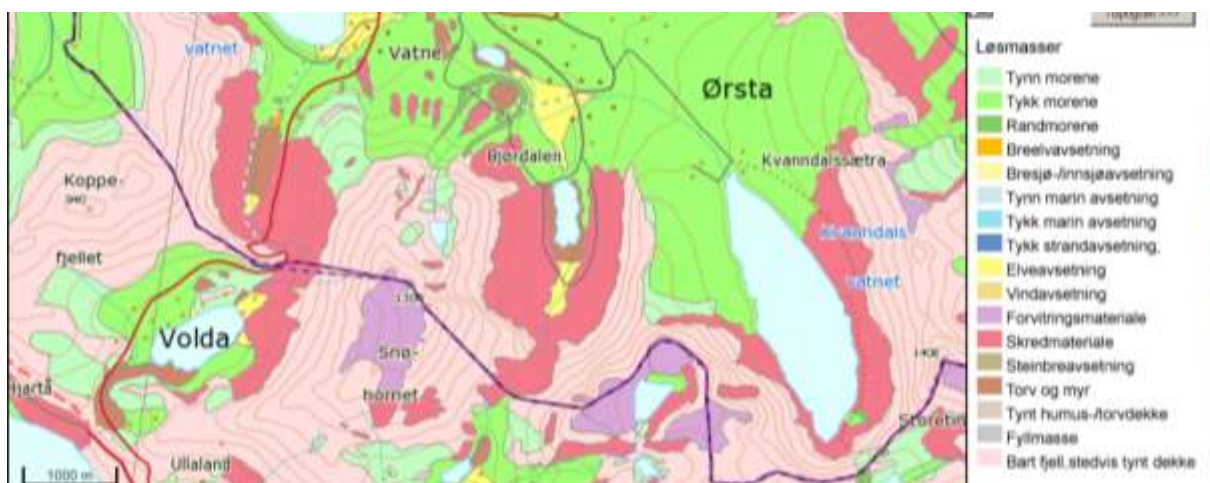 vatnet
Vatne
Ørsta
Bjørdalen
Kvanndalssætra
Koppe-
Kvanndals
fjellet
vatnet
Volda
Snø-
hornet
Hjartå
Storetin
Ullaland
1000 m
Løsmasser
Tynn morene
Tykk morene
Randmorene
Breelvavsetning
Bresjø-/innsjøavsetning
Tynn marin avsetning
Tykk marin avsetning
Tykk strandavsetning.
Elveavsetning
Vindavsetning
Forvitringsmateriale
Skredmateriale
Steinbreavsetning
Torv og myr
Tynt humus-/torvdekke
Fyllmasse
Bart fjell.stedvis tynt dekke